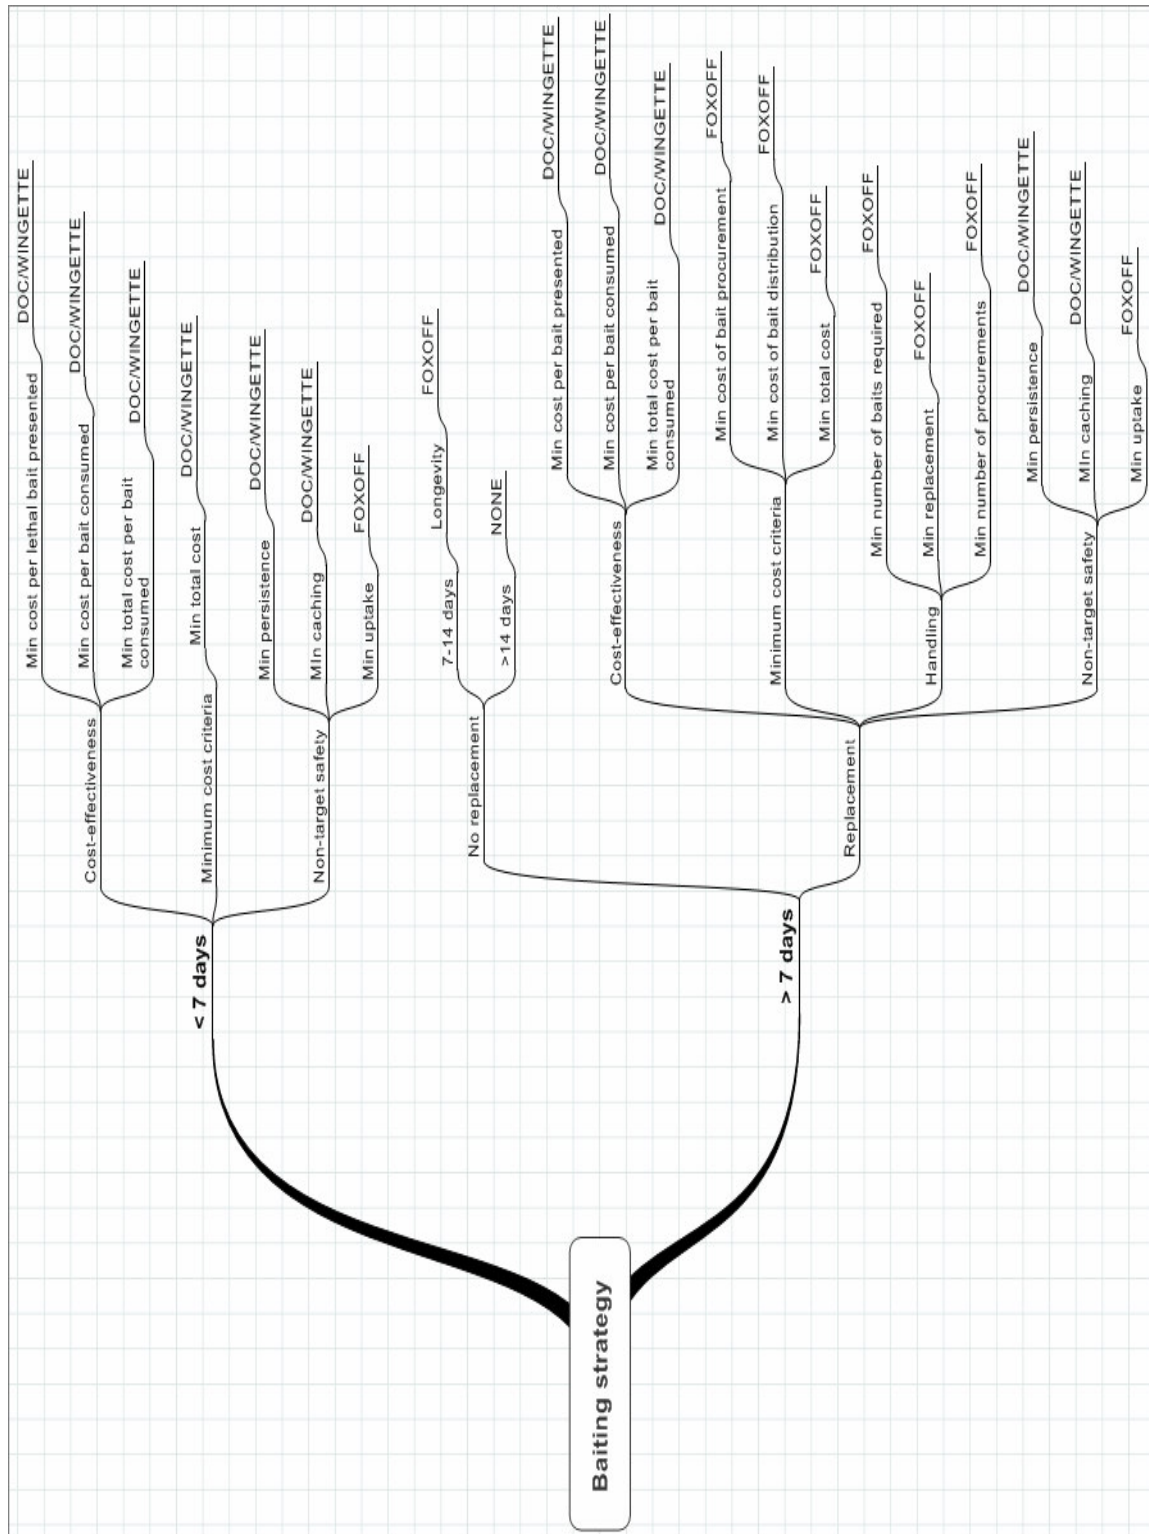 Baiting strategy
< 7 days
Cost-effectiveness
Min cost per lethal bait presented
DOC/WINGETTE
Min cost per bait consumed
DOC/WINGETTE
Min total cost per bait
consumed
DOC/WINGETTE
Minimum cost criteria
Min total cost
DOC/WINGETTE
Non-target safety
Min persistence
DOC/WINGETTE
MIn caching
DOC/WINGETTE
Min uptake
FOXOFF
> 7 days
No replacement
7-14 days
Longevity
FOXOFF
>14 days
NONE
Replacement
Cost-effectiveness
Min cost per bait presented
DOC/WINGETTE
Min cost per bait consumed
DOC/WINGETTE
Min total cost per bait
consumed
DOC/WINGETTE
Minimum cost criteria
Min cost of bait procurement
FOXOFF
Min cost of bait distribution
FOXOFF
Min total cost
FOXOFF
Handling
Min number of baits required
FOXOFF
Min replacement
FOXOFF
Min number of procurements
FOXOFF
Non-target safety
Min persistence
DOC/WINGETTE
MIn caching
DOC/WINGETTE
Min uptake
FOXOFF